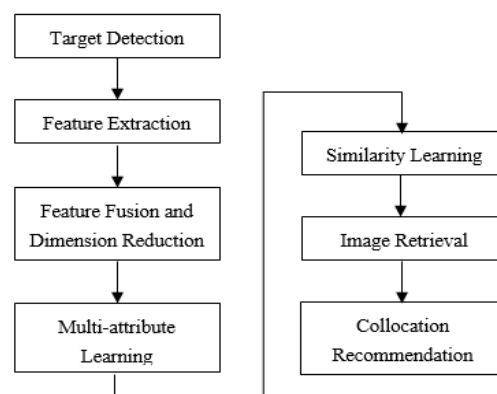 Target Detection
Feature Extraction
Feature Fusion and
Dimension Reduction
Multi-attribute
Learning
Similarity Learning
Image Retrieval
Collocation
Recommendation